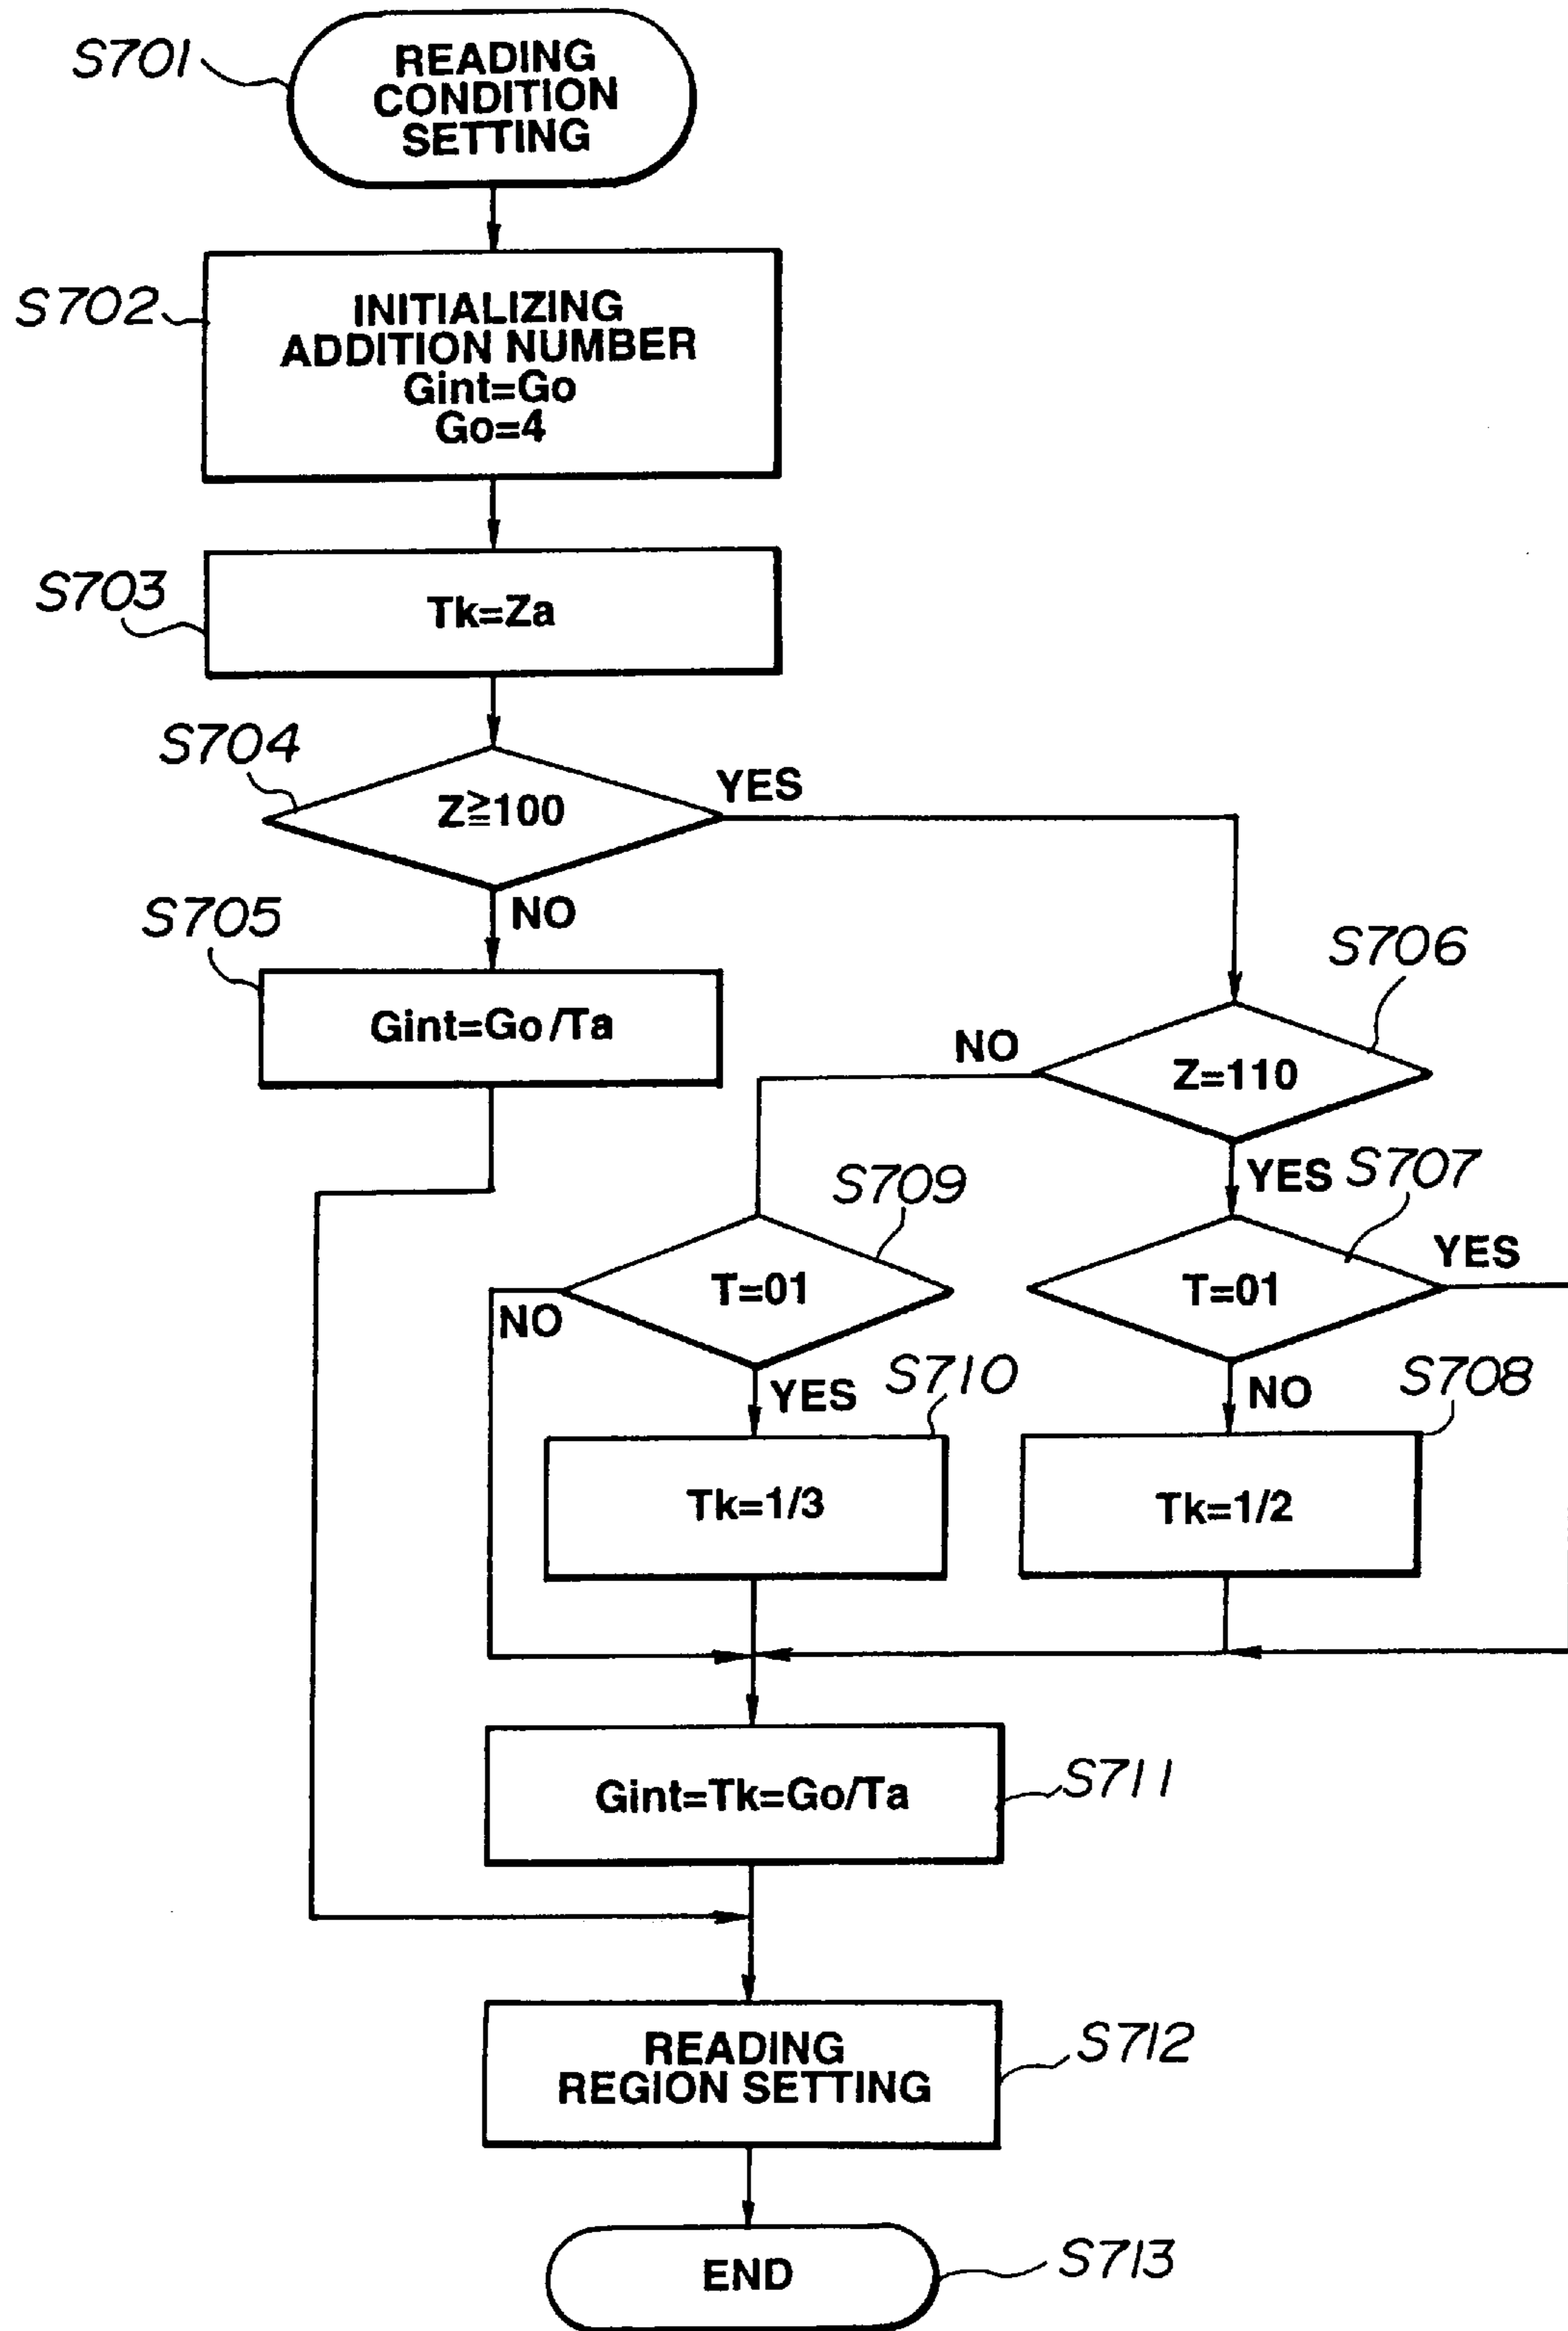 S701
READING
CONDITION
SETTING
S702
INITIALIZING
ADDITION NUMBER
Gint=Go
Go=4
S703
Tk=Za
S704
Z≧100
YES
NO
S705
Gint=Go/Ta
S706
Z=110
NO
YES
S707
T=01
YES
NO
S709
T=01
NO
YES
S710
Tk=1/3
S708
Tk=1/2
S711
Gint=Tk=Go/Ta
S712
READING
REGION SETTING
S713
END